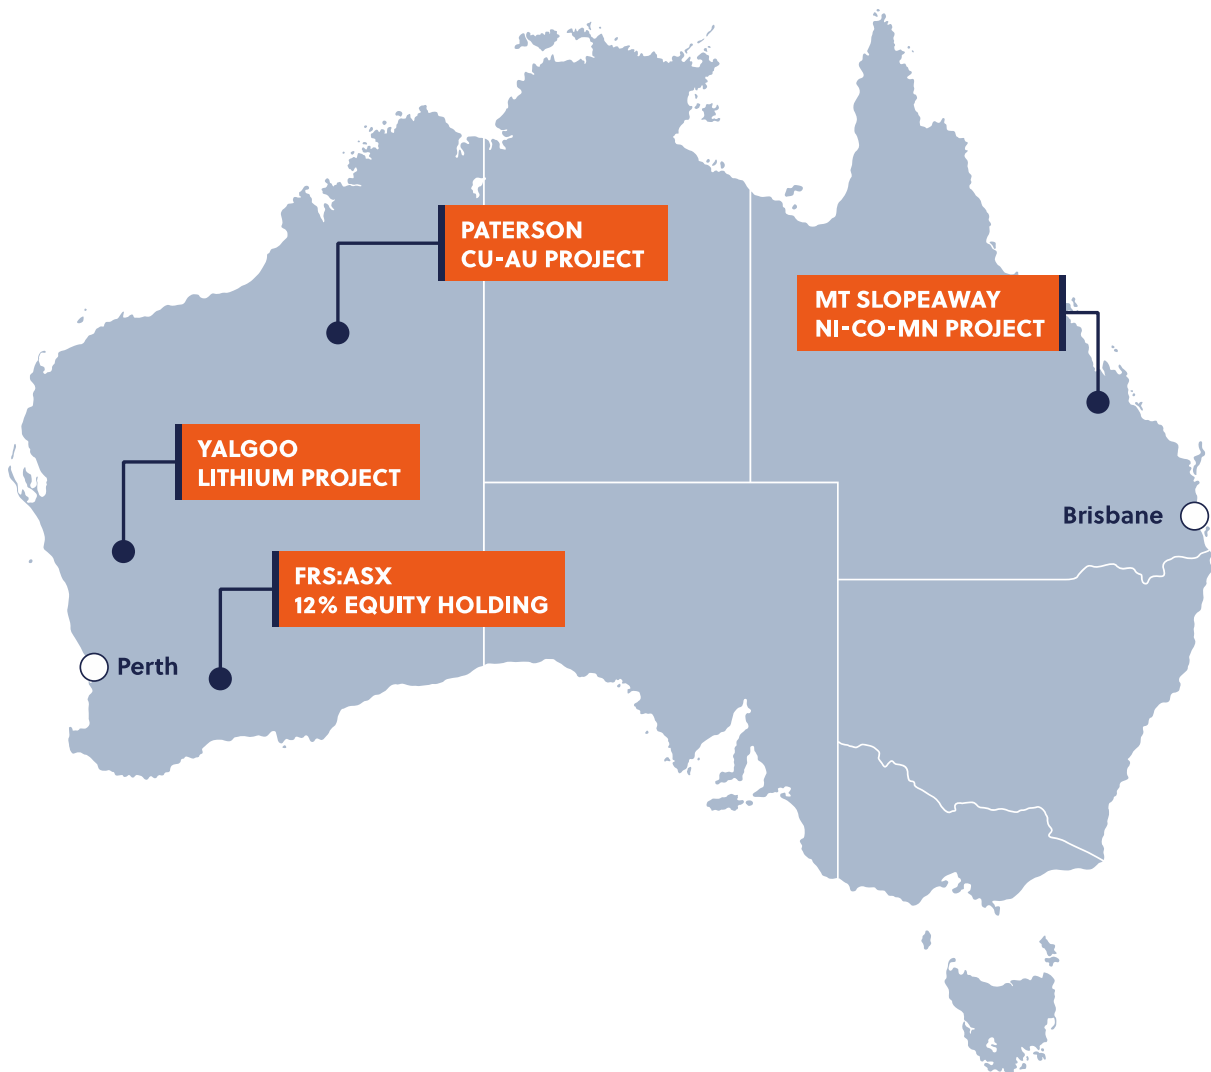 PATERSON
CU-AU PROJECT
MT SLOPEAWAY
NI-CO-MN PROJECT
YALGOO
LITHIUM PROJECT
Brisbane
FRS:ASX
12% EQUITY HOLDING
Perth